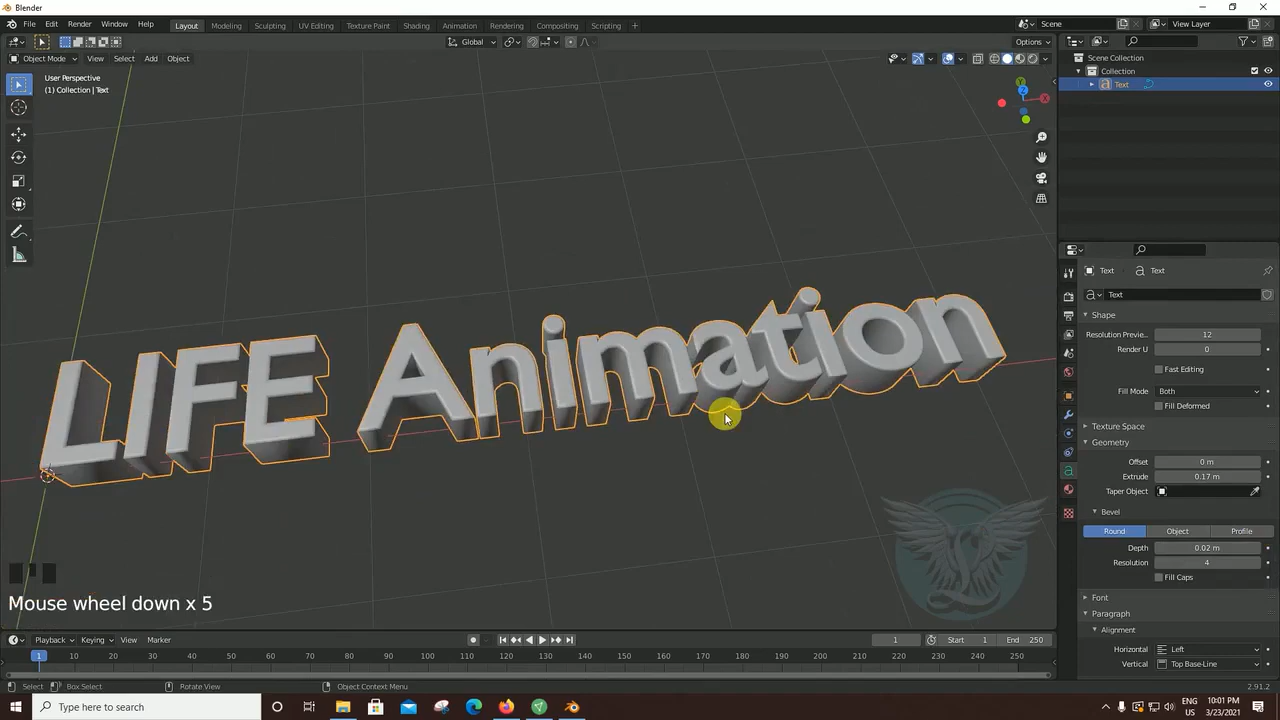 Blender
File Edit Render Window Help Layout Modeling Sculpting UV Editing Texture Paint Shading Animation Rendering Compositing Scripting + Scene View Layer
Global Options
Object Mode View Select Add Object
User Perspective
(1) Collection | Text
Scene Collection
Collection
Text
Y
Z
X
LIFE Animation
Text Text
Text
Shape
Resolution Previe... 12
Render U 0
Fast Editing
Fill Mode Both
Fill Deformed
Texture Space
Geometry
Offset 0 m
Extrude 0.17 m
Taper Object
Bevel
Round Object Profile
Depth 0.02 m
Resolution 4
Fill Caps
Font
Paragraph
Alignment
Horizontal Left
Vertical Top Base-Line
Mouse wheel down x 5
Playback Keying View Marker 1 Start 1 End 250
1 10 20 30 40 50 60 70 80 90 100 110 120 130 140 150 160 170 180 190 200 210 220 230 240 250
Select Box Select Rotate View Object Context Menu 2.91.2
Type here to search
ENG
US
10:01 PM
3/23/2021